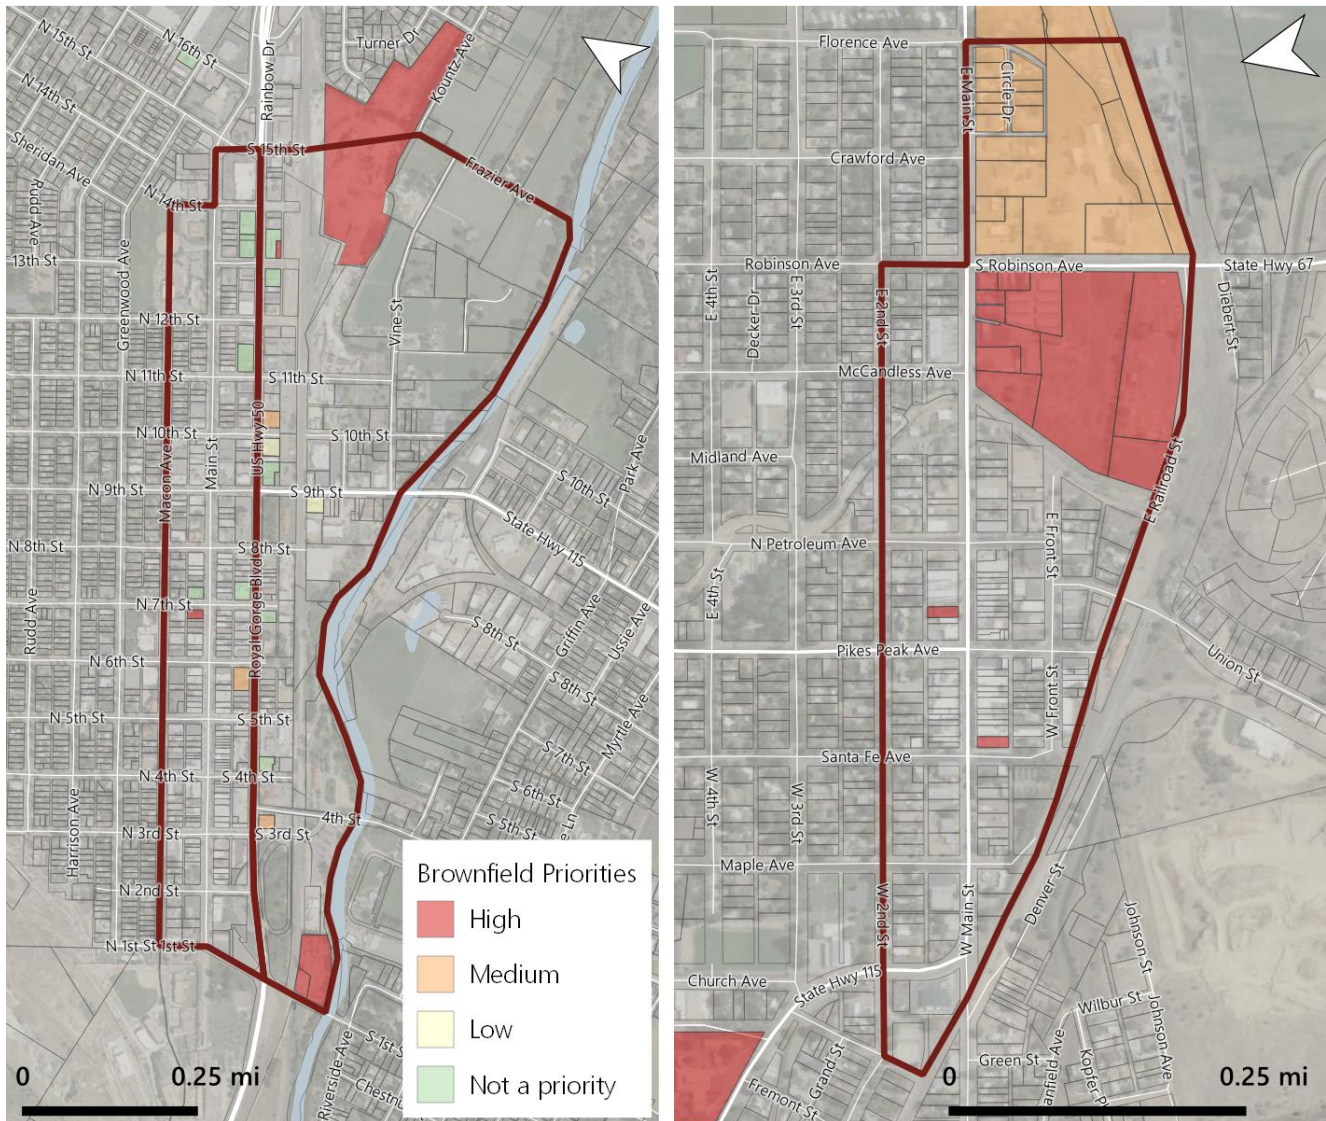 N 15th St
N 16th St
Turner Dr
Kountz Ave
Rainbow Dr
N 14th St
Sheridan Ave
S 15th St
Frazier Ave
Rudd Ave
N 14th St
13th St
Greenwood Ave
N 12th St
Vine St
N 11th St
S 11th St
US Hwy 50
N 10th St
S 10th St
Main St
Macon Ave
N 9th St
S 9th St
S 10th St
Park Ave
State Hwy 115
N 8th St
S 8th St
N 7th St
Rudd Ave
Royal Gorge Blvd
S 8th St
Griffin Ave
Ussie Ave
N 6th St
S 8th St
N 5th St
S 5th St
Myrtle Ave
S 7th St
N 4th St
S 4th St
S 6th St
Harrison Ave
N 3rd St
S 3rd St
4th St
S 5th St
e Ln
N 2nd St
N 1st St 1st St
S 1st S
Riverside Ave
Chestnu
Brownfield Priorities
High
Medium
Low
Not a priority
0
0.25 mi
Florence Ave
E Main St
Circle Dr
Crawford Ave
Robinson Ave
S Robinson Ave
State Hwy 67
E 4th St
Decker Dr
E 3rd St
E 2nd St
Diebert St
McCandless Ave
Midland Ave
E Railroad St
N Petroleum Ave
E Front St
E 4th St
Pikes Peak Ave
Union St
W Front St
Santa Fe Ave
W 4th St
W 3rd St
Maple Ave
W 2nd St
W Main St
Denver St
Johnson St
Church Ave
State Hwy 115
Wilbur St
Johnson Ave
Grand St
Green St
anfield Ave
Kopfer Pl
Fremont St
0
0.25 mi